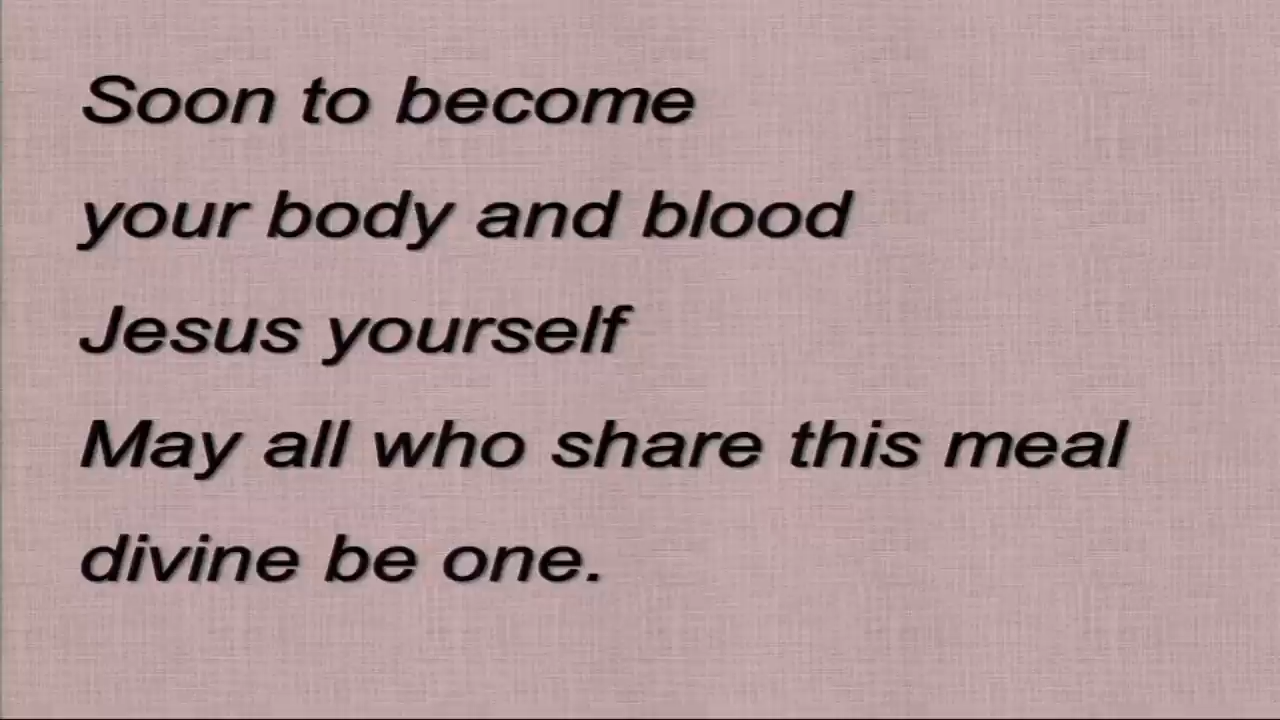 Soon to become
your body and blood
Jesus yourself
May all who share this meal
divine be one.